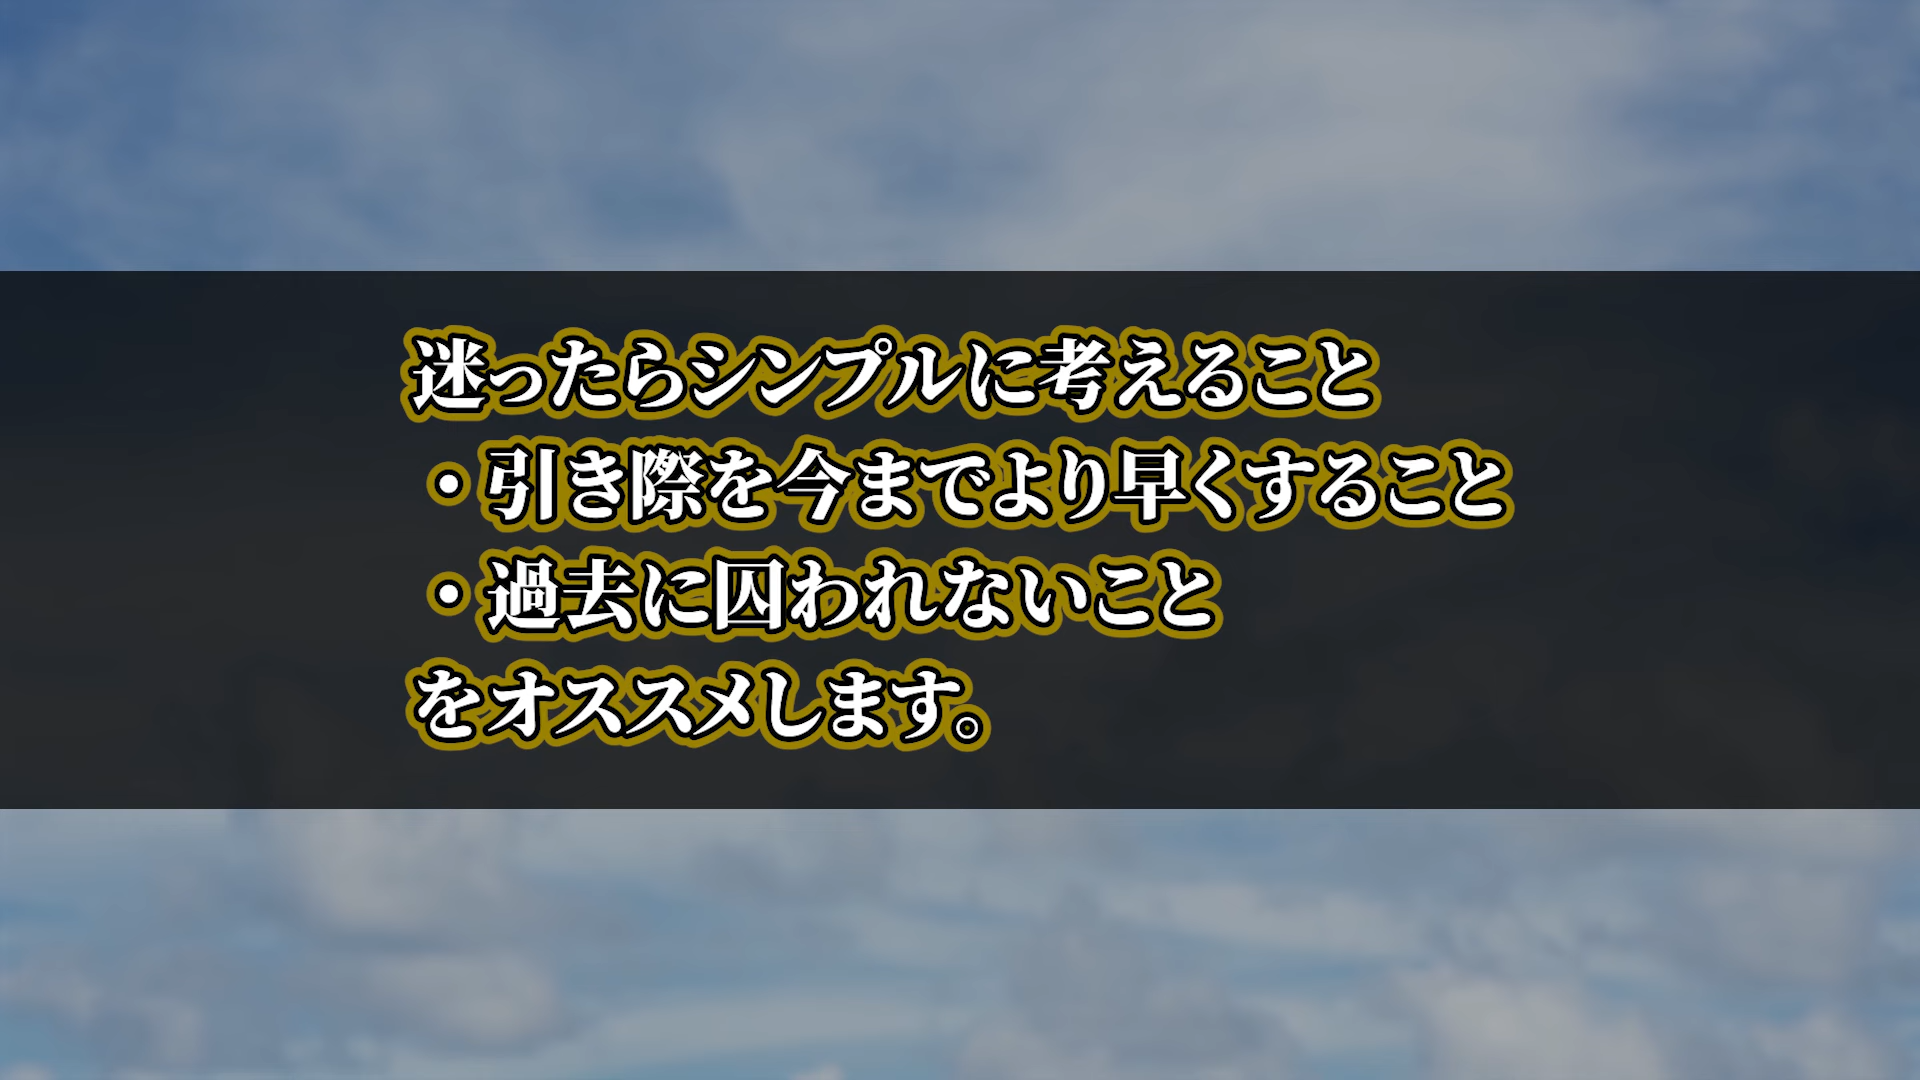 迷ったらシンプルに考えること
・引き際を今までより早くすること
・過去に囚われないこと
をオススメします。